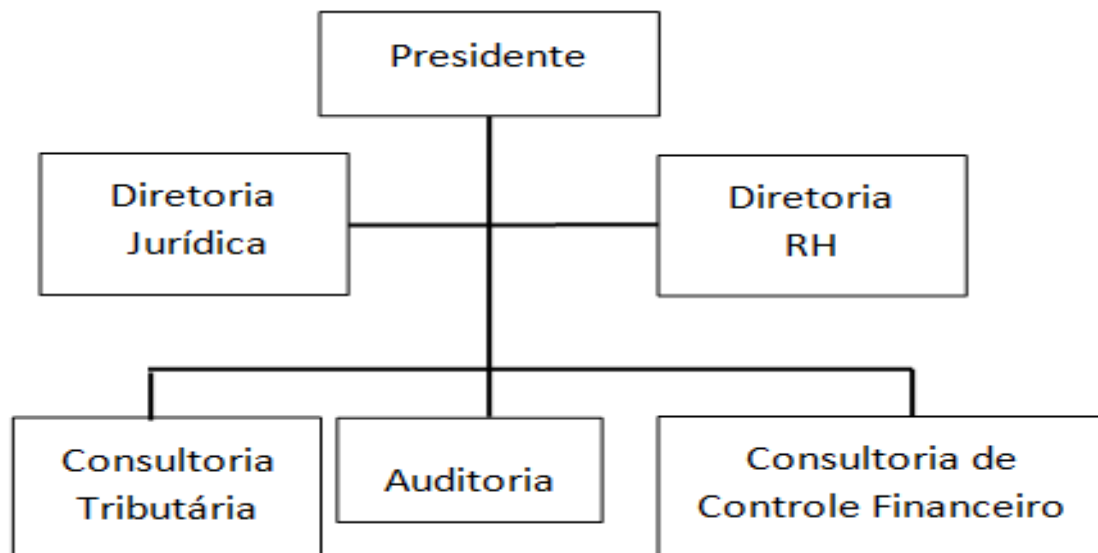 Presidente
Diretoria
Jurídica
Diretoria
RH
Consultoria
Tributária
Auditoria
Consultoria de
Controle Financeiro